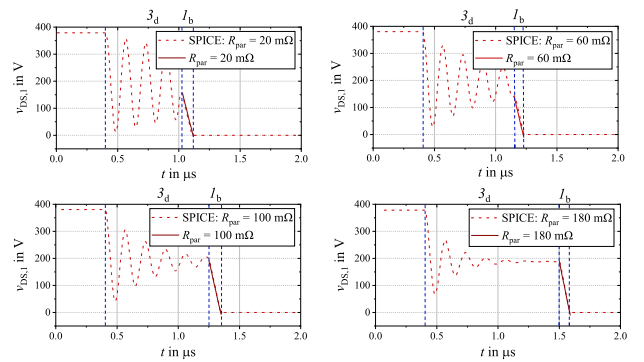 3d 1b
400
300
200
100
0
vDS,1 in V
SPICE: Rpar = 20 mΩ
Rpar = 20 mΩ
0.0 0.5 1.0 1.5 2.0
t in μs
3d 1b
400
300
200
100
0
vDS,1 in V
SPICE: Rpar = 60 mΩ
Rpar = 60 mΩ
0.0 0.5 1.0 1.5 2.0
t in μs
3d 1b
400
300
200
100
0
vDS,1 in V
SPICE: Rpar = 100 mΩ
Rpar = 100 mΩ
0.0 0.5 1.0 1.5 2.0
t in μs
3d 1b
400
300
200
100
0
vDS,1 in V
SPICE: Rpar = 180 mΩ
Rpar = 180 mΩ
0.0 0.5 1.0 1.5 2.0
t in μs